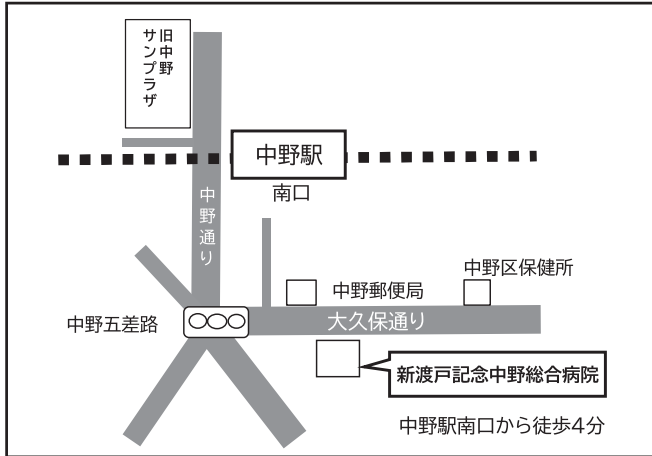 旧中野
サンプラザ
中野駅
南口
中野通り
中野区保健所
中野郵便局
中野五差路
大久保通り
新渡戸記念中野総合病院
中野駅南口から徒歩4分